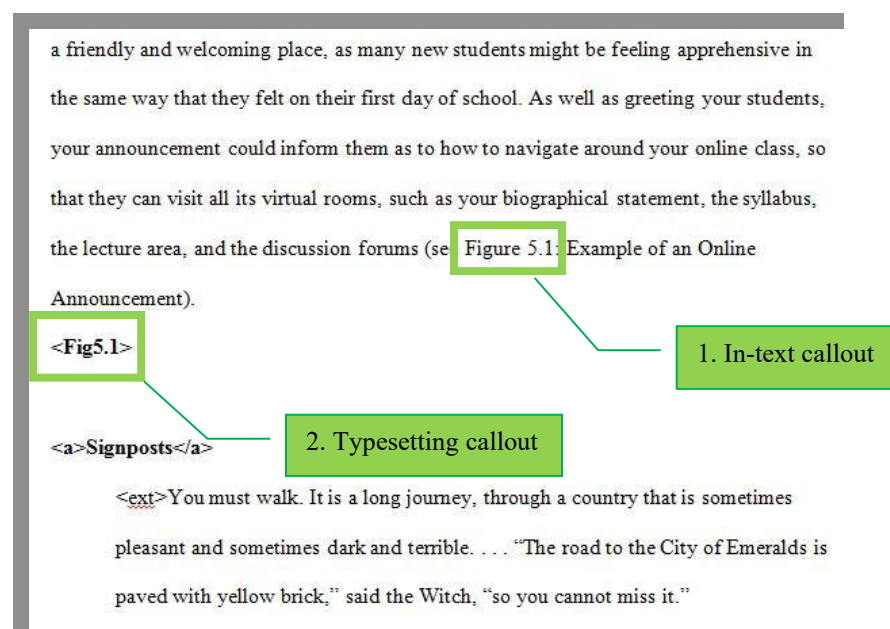 a friendly and welcoming place, as many new students might be feeling apprehensive in
the same way that they felt on their first day of school. As well as greeting your students,
your announcement could inform them as to how to navigate around your online class, so
that they can visit all its virtual rooms, such as your biographical statement, the syllabus,
the lecture area, and the discussion forums (se Figure 5.1: Example of an Online
Announcement).
<Fig5.1>
1. In-text callout
2. Typesetting callout
<a>Signposts</a>
<ext>You must walk. It is a long journey, through a country that is sometimes
pleasant and sometimes dark and terrible. . . . “The road to the City of Emeralds is
paved with yellow brick,” said the Witch, “so you cannot miss it.”